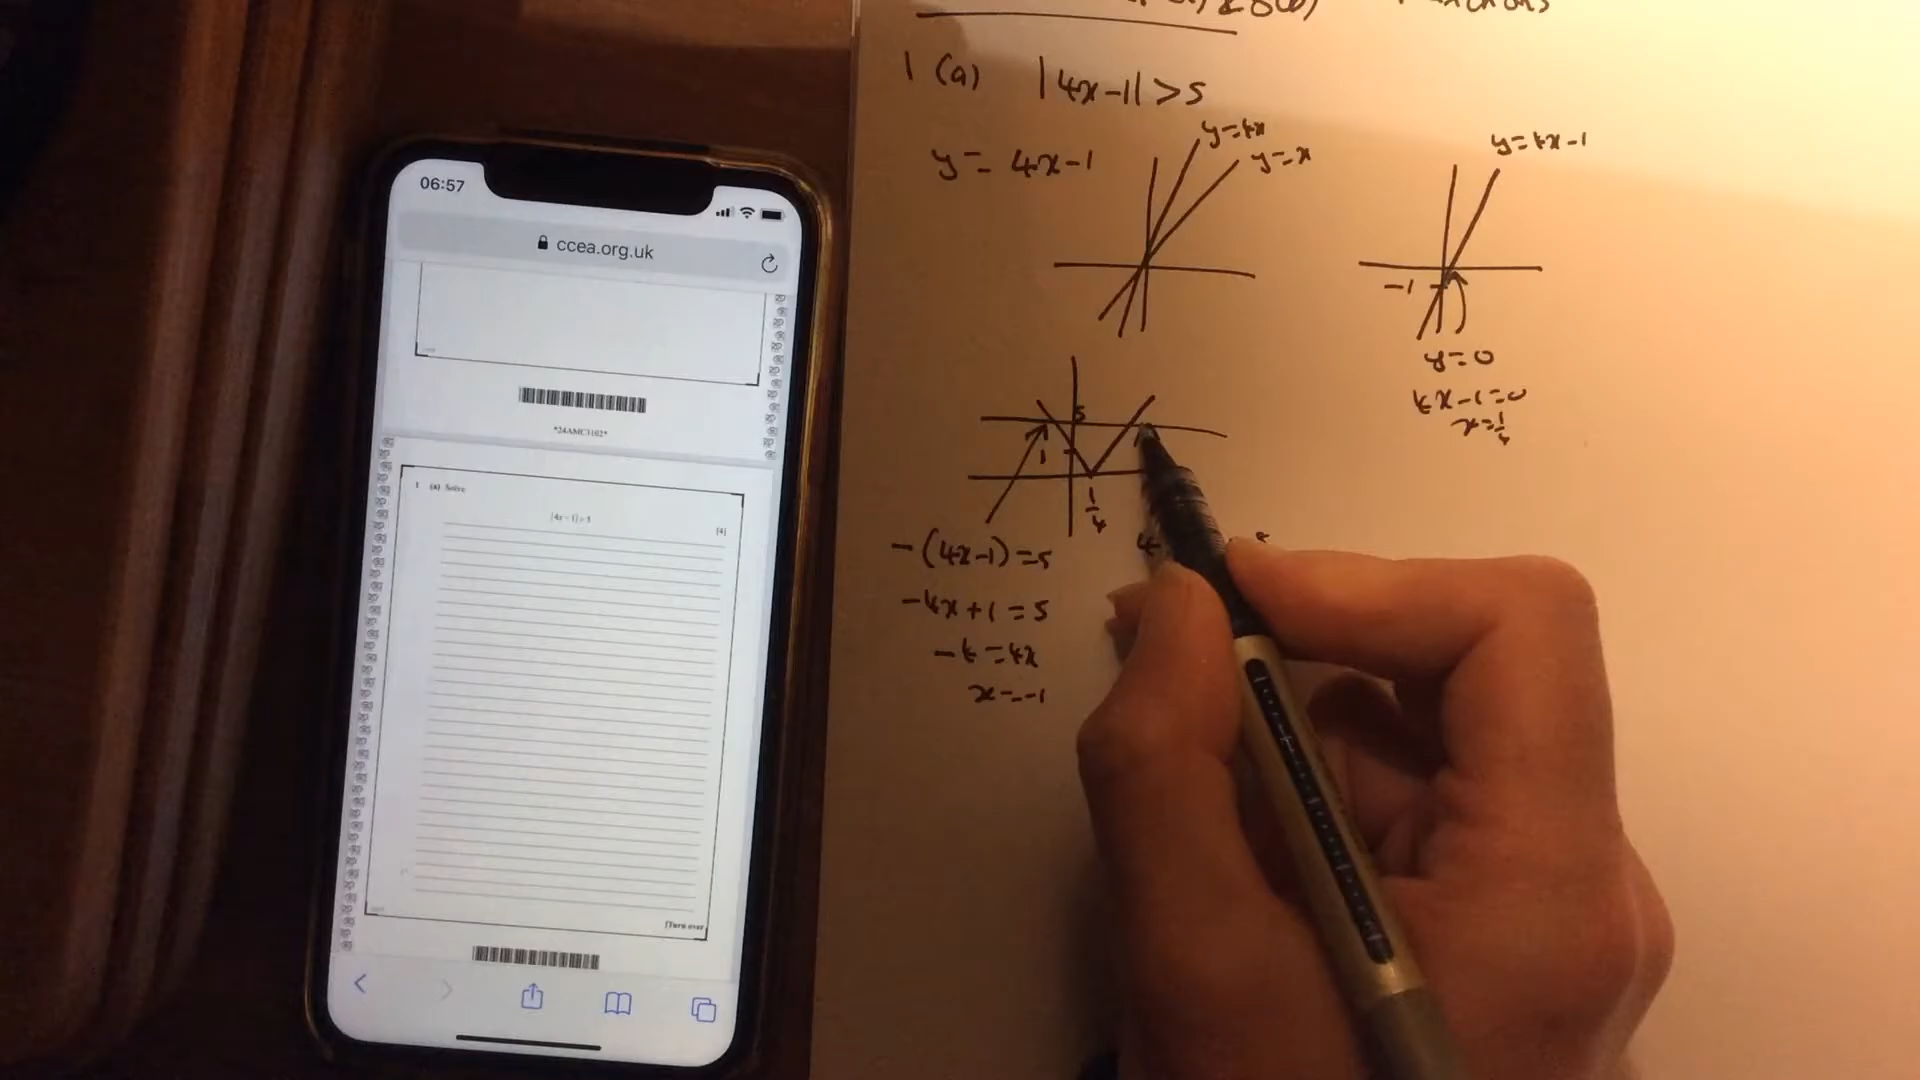 06:57
ccea.org.uk
*24AMC3102*
1 (a) Solve
|4x – 1| > 5
[4]
[Turn over
1 (a) |4x-1| > 5
y = 4x-1
y=4x
y=x
y=4x-1
-1
y=0
4x-1=0
x=1/4
5
1
1/4
-(4x-1) = 5
-4x+1 = 5
-4 = 4x
x=-1